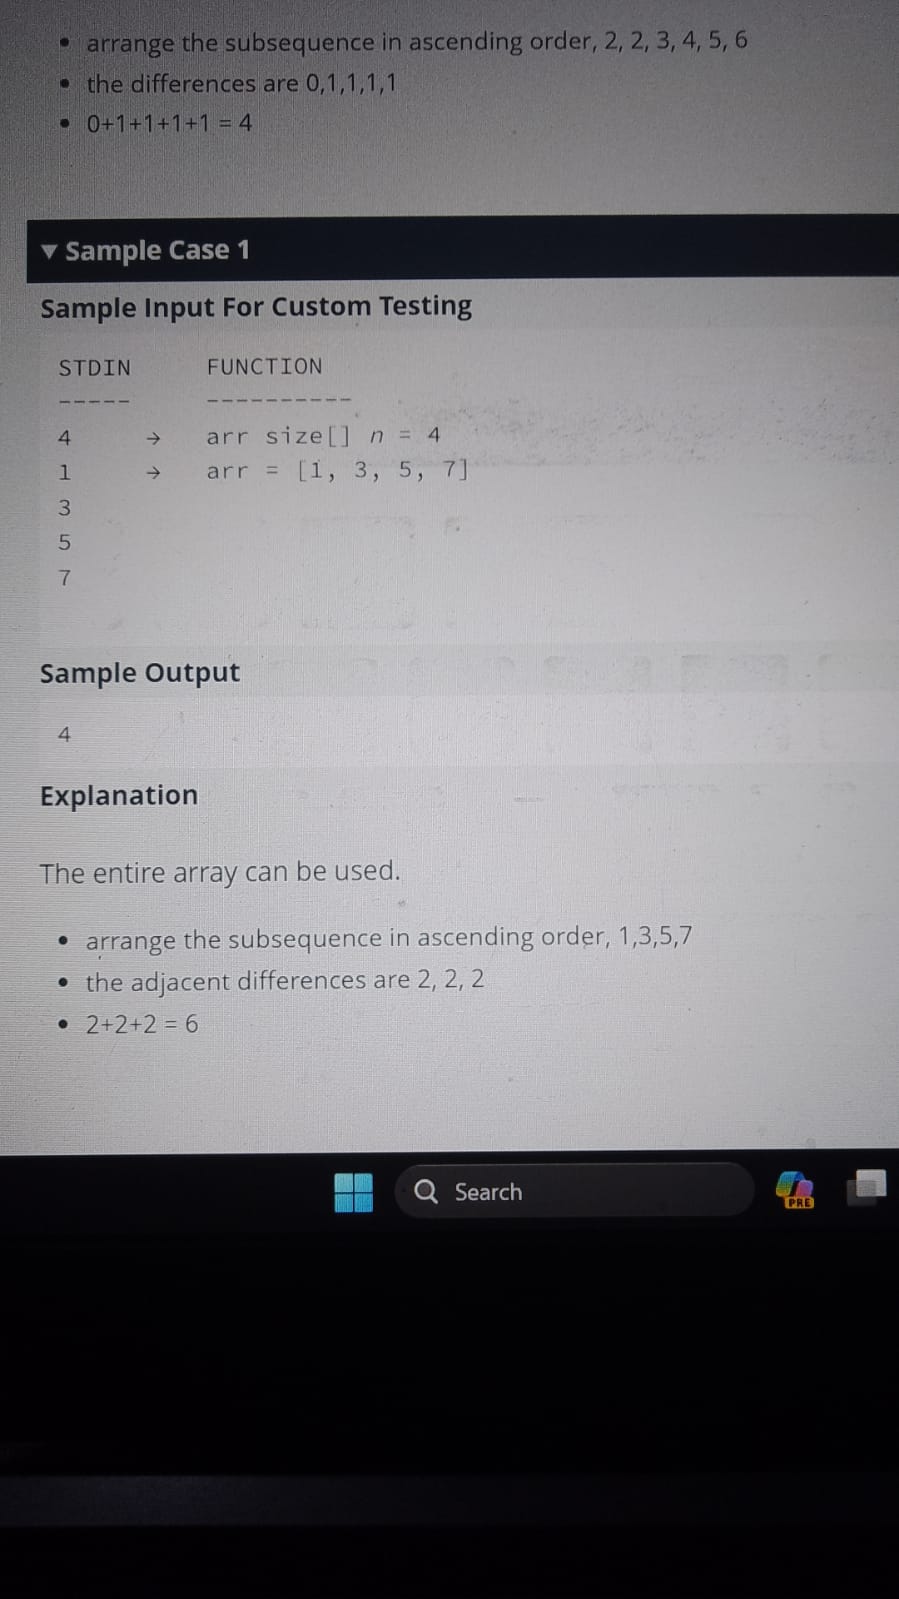 • arrange the subsequence in ascending order, 2, 2, 3, 4, 5, 6
• the differences are 0,1,1,1,1
• 0+1+1+1+1 = 4
▼ Sample Case 1
Sample Input For Custom Testing
STDIN FUNCTION
----- ----------
4 → arr size[] n = 4
1 → arr = [1, 3, 5, 7]
3
5
7
Sample Output
4
Explanation
The entire array can be used.
• arrange the subsequence in ascending order, 1,3,5,7
• the adjacent differences are 2, 2, 2
• 2+2+2 = 6
Search
PRE